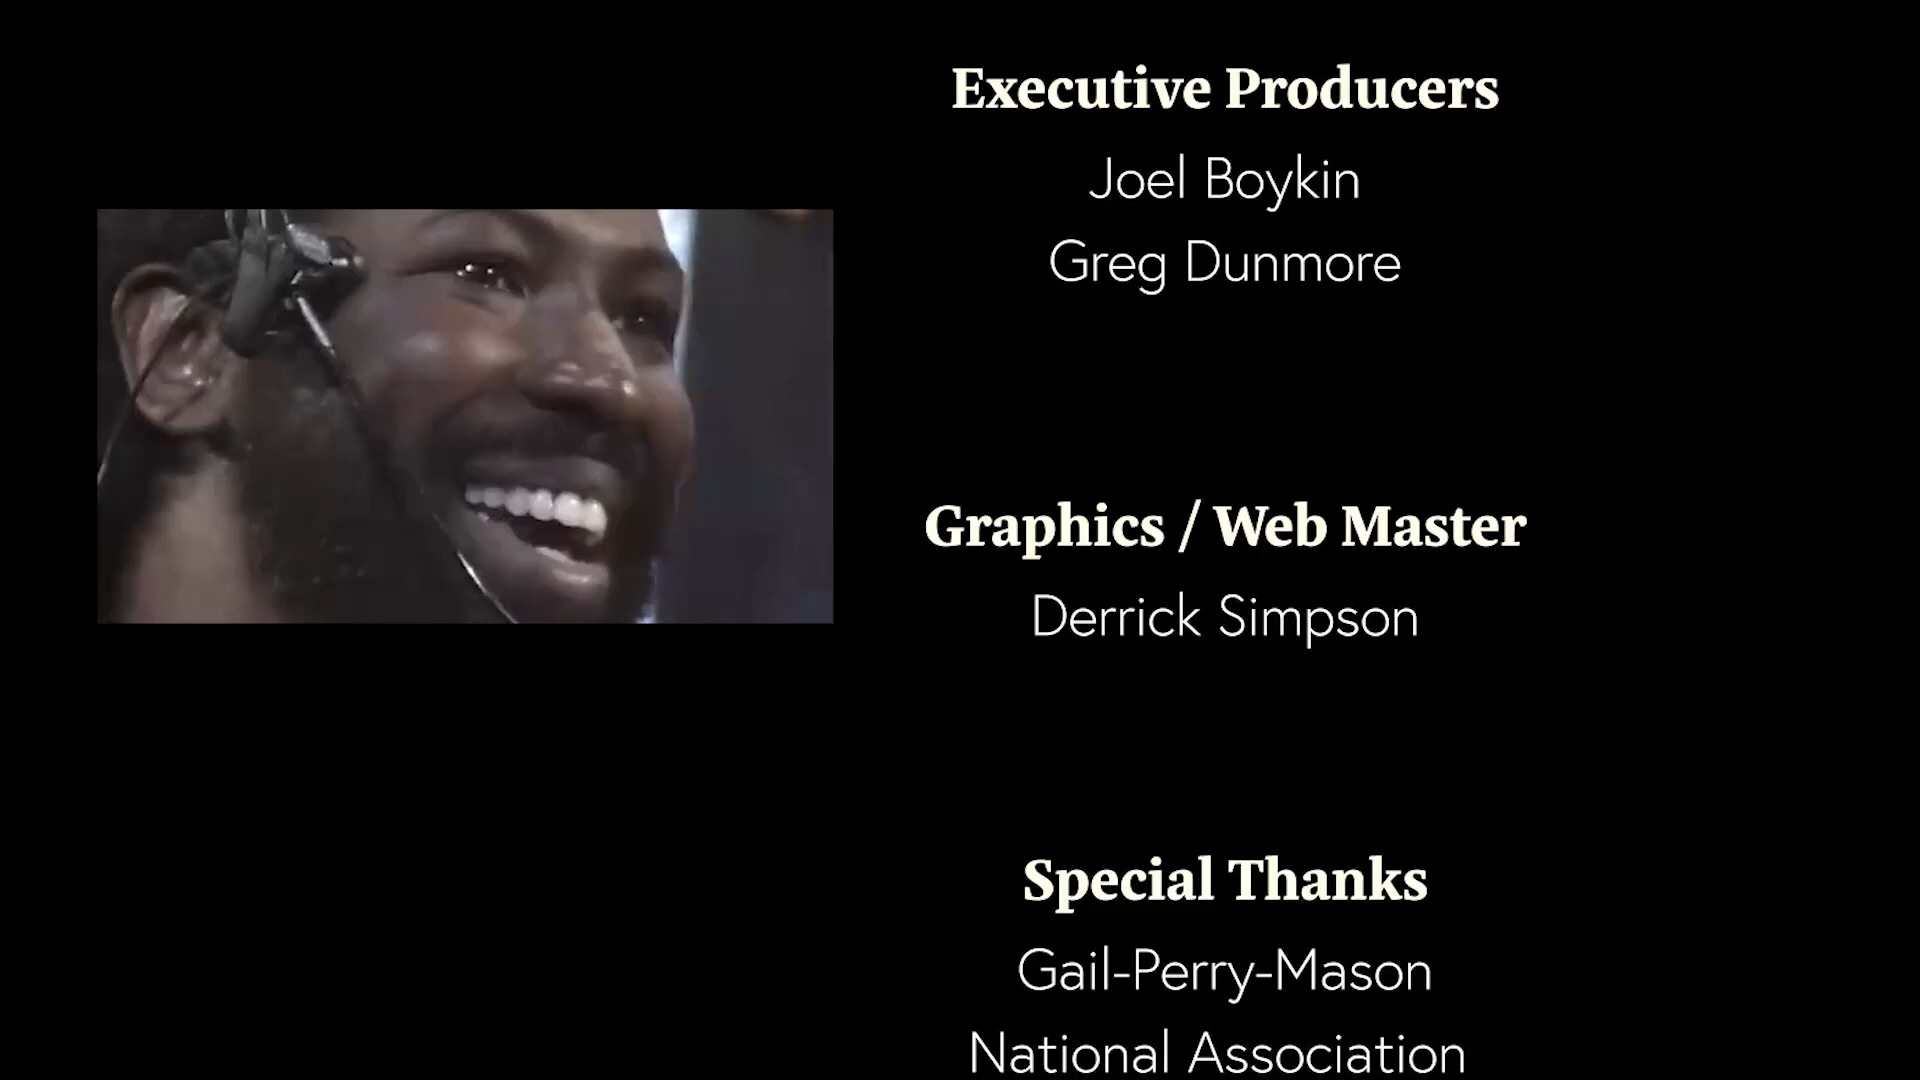 Executive Producers
Joel Boykin
Greg Dunmore
Graphics / Web Master
Derrick Simpson
Special Thanks
Gail-Perry-Mason
National Association